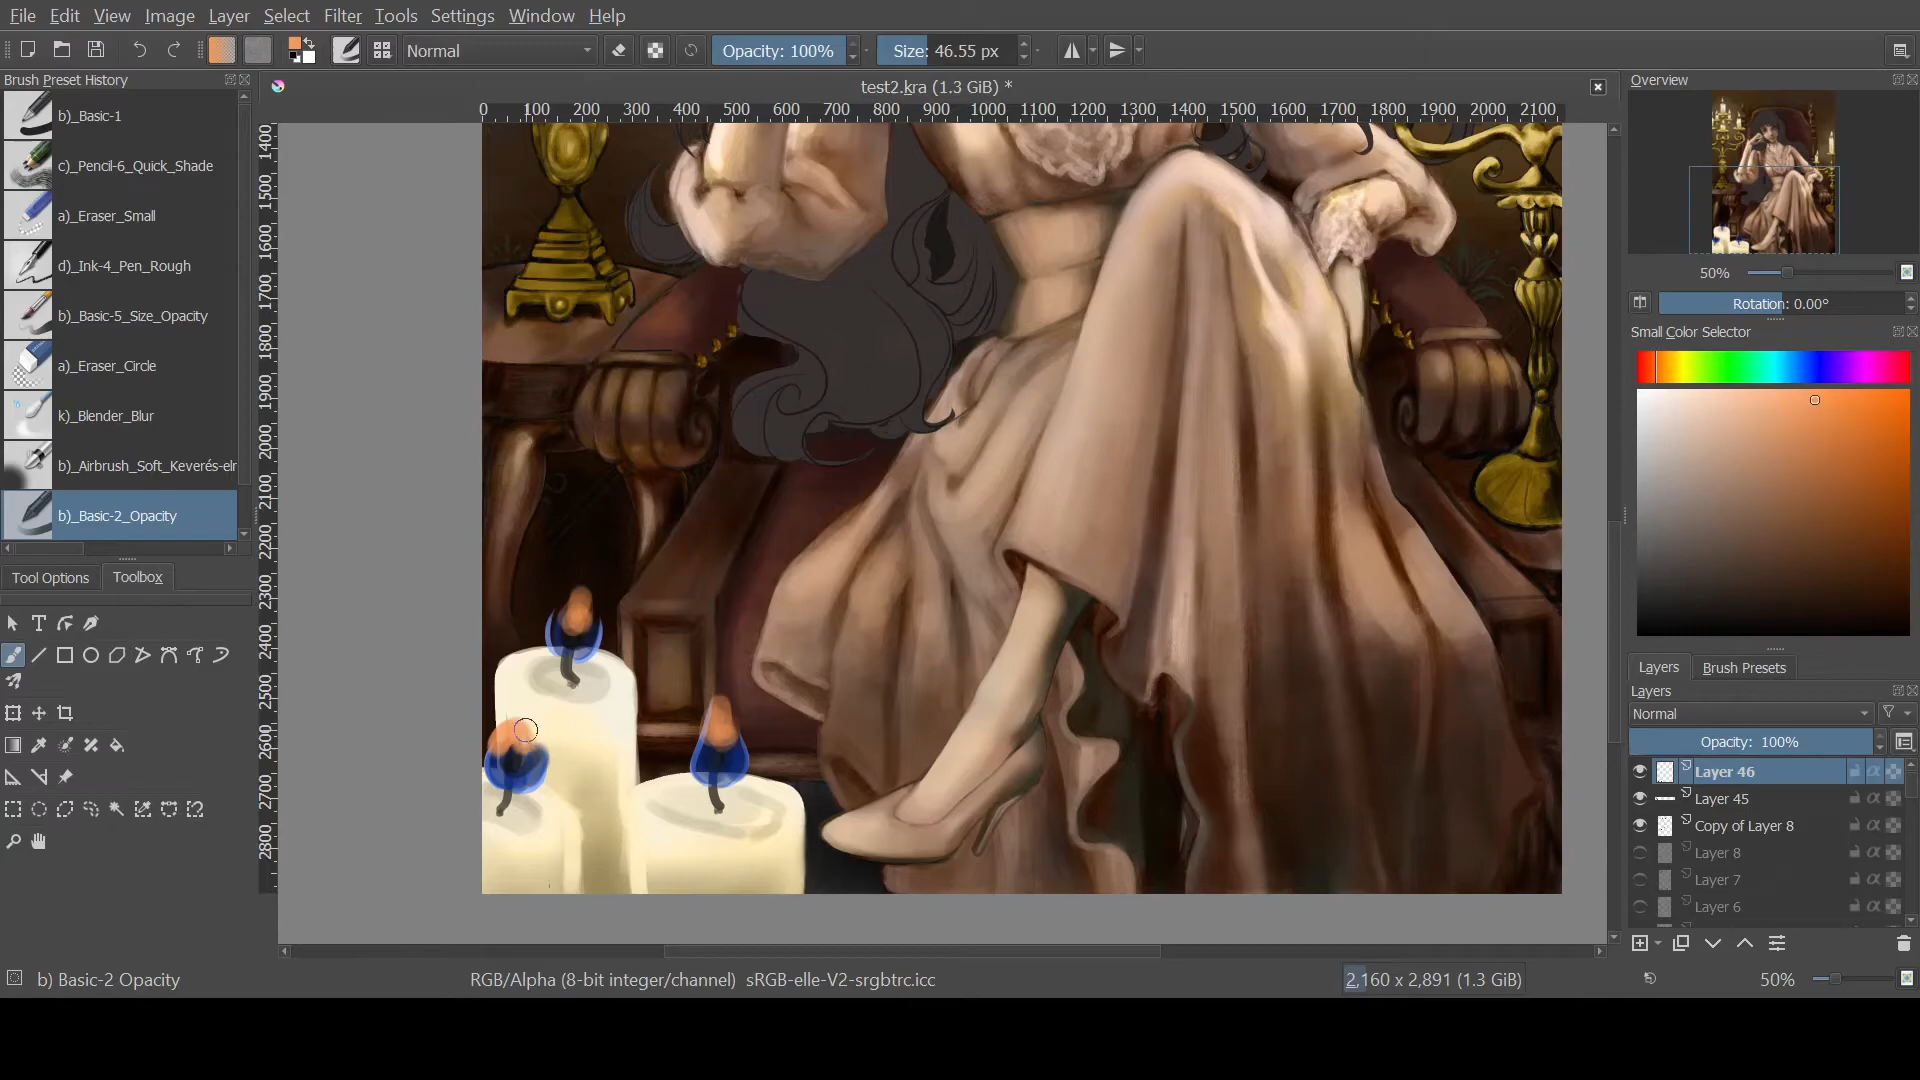 File Edit View Image Layer Select Filter Tools Settings Window Help
Normal Opacity: 100% Size: 46.55 px
Brush Preset History
b)_Basic-1
c)_Pencil-6_Quick_Shade
a)_Eraser_Small
d)_Ink-4_Pen_Rough
b)_Basic-5_Size_Opacity
a)_Eraser_Circle
k)_Blender_Blur
b)_Airbrush_Soft_Keverés-elr
b)_Basic-2_Opacity
Tool Options Toolbox
test2.kra (1.3 GiB) *
0 100 200 300 400 500 600 700 800 900 1000 1100 1200 1300 1400 1500 1600 1700 1800 1900 2000 2100
1400
1500
1600
1700
1800
1900
2000
2100
2200
2300
2400
2500
2600
2700
2800
Overview
50%
Rotation: 0.00°
Small Color Selector
Layers Brush Presets
Layers
Normal
Opacity: 100%
Layer 46
Layer 45
Copy of Layer 8
Layer 8
Layer 7
Layer 6
b) Basic-2 Opacity RGB/Alpha (8-bit integer/channel) sRGB-elle-V2-srgbtrc.icc 2,160 x 2,891 (1.3 GiB) 50%